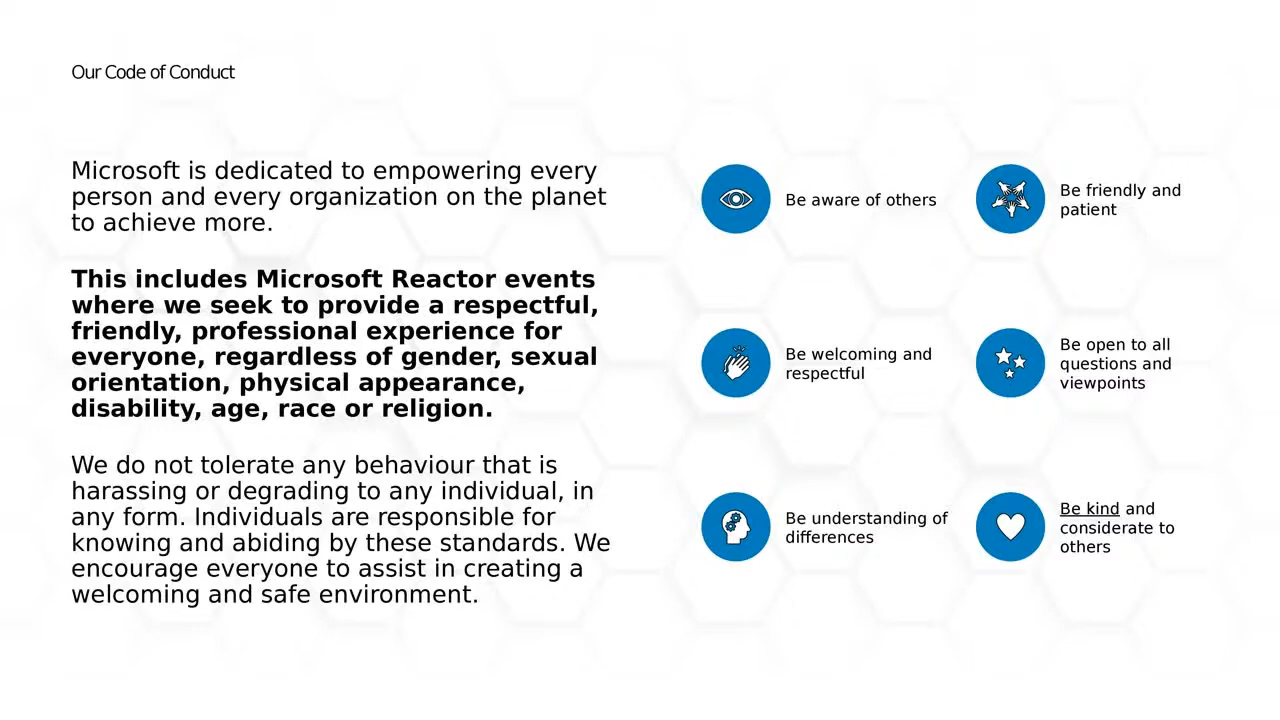 Our Code of Conduct
Microsoft is dedicated to empowering every
person and every organization on the planet
to achieve more.
This includes Microsoft Reactor events
where we seek to provide a respectful,
friendly, professional experience for
everyone, regardless of gender, sexual
orientation, physical appearance,
disability, age, race or religion.
We do not tolerate any behaviour that is
harassing or degrading to any individual, in
any form. Individuals are responsible for
knowing and abiding by these standards. We
encourage everyone to assist in creating a
welcoming and safe environment.
Be aware of others
Be friendly and
patient
Be welcoming and
respectful
Be open to all
questions and
viewpoints
Be understanding of
differences
Be kind and
considerate to
others